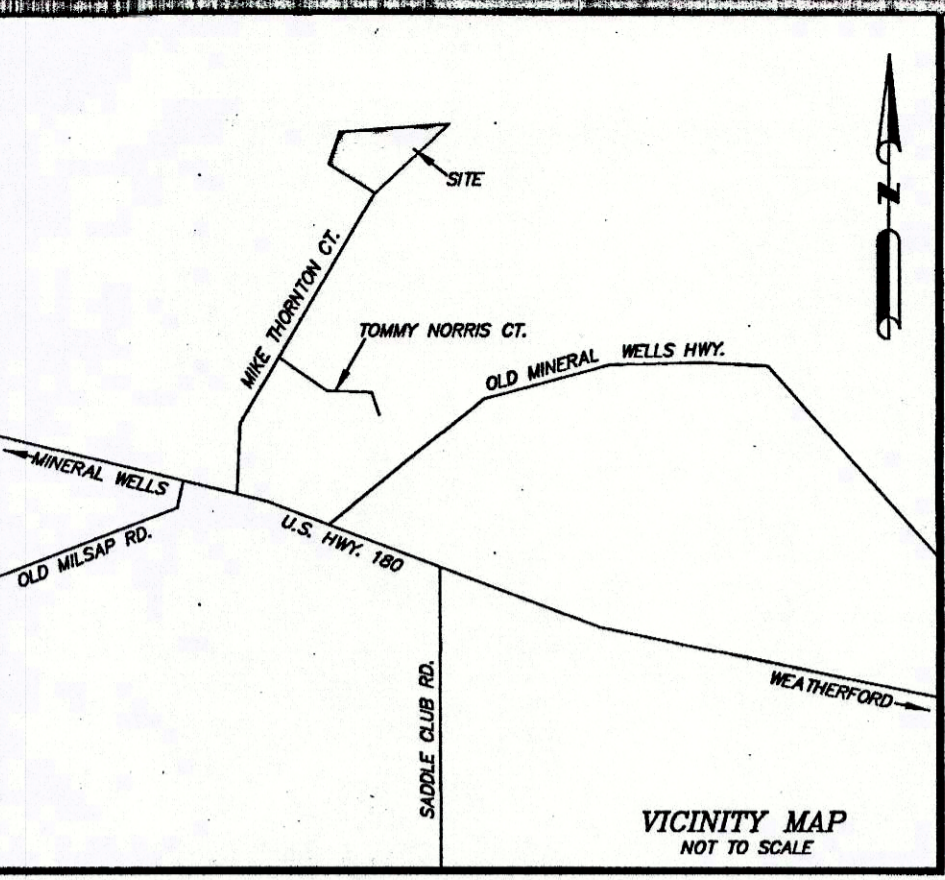 N
SITE
MIKE THORNTON CT.
TOMMY NORRIS CT.
OLD MINERAL WELLS HWY.
MINERAL WELLS
OLD MILSAP RD.
U.S. HWY. 180
SADDLE CLUB RD.
WEATHERFORD
VICINITY MAP
NOT TO SCALE